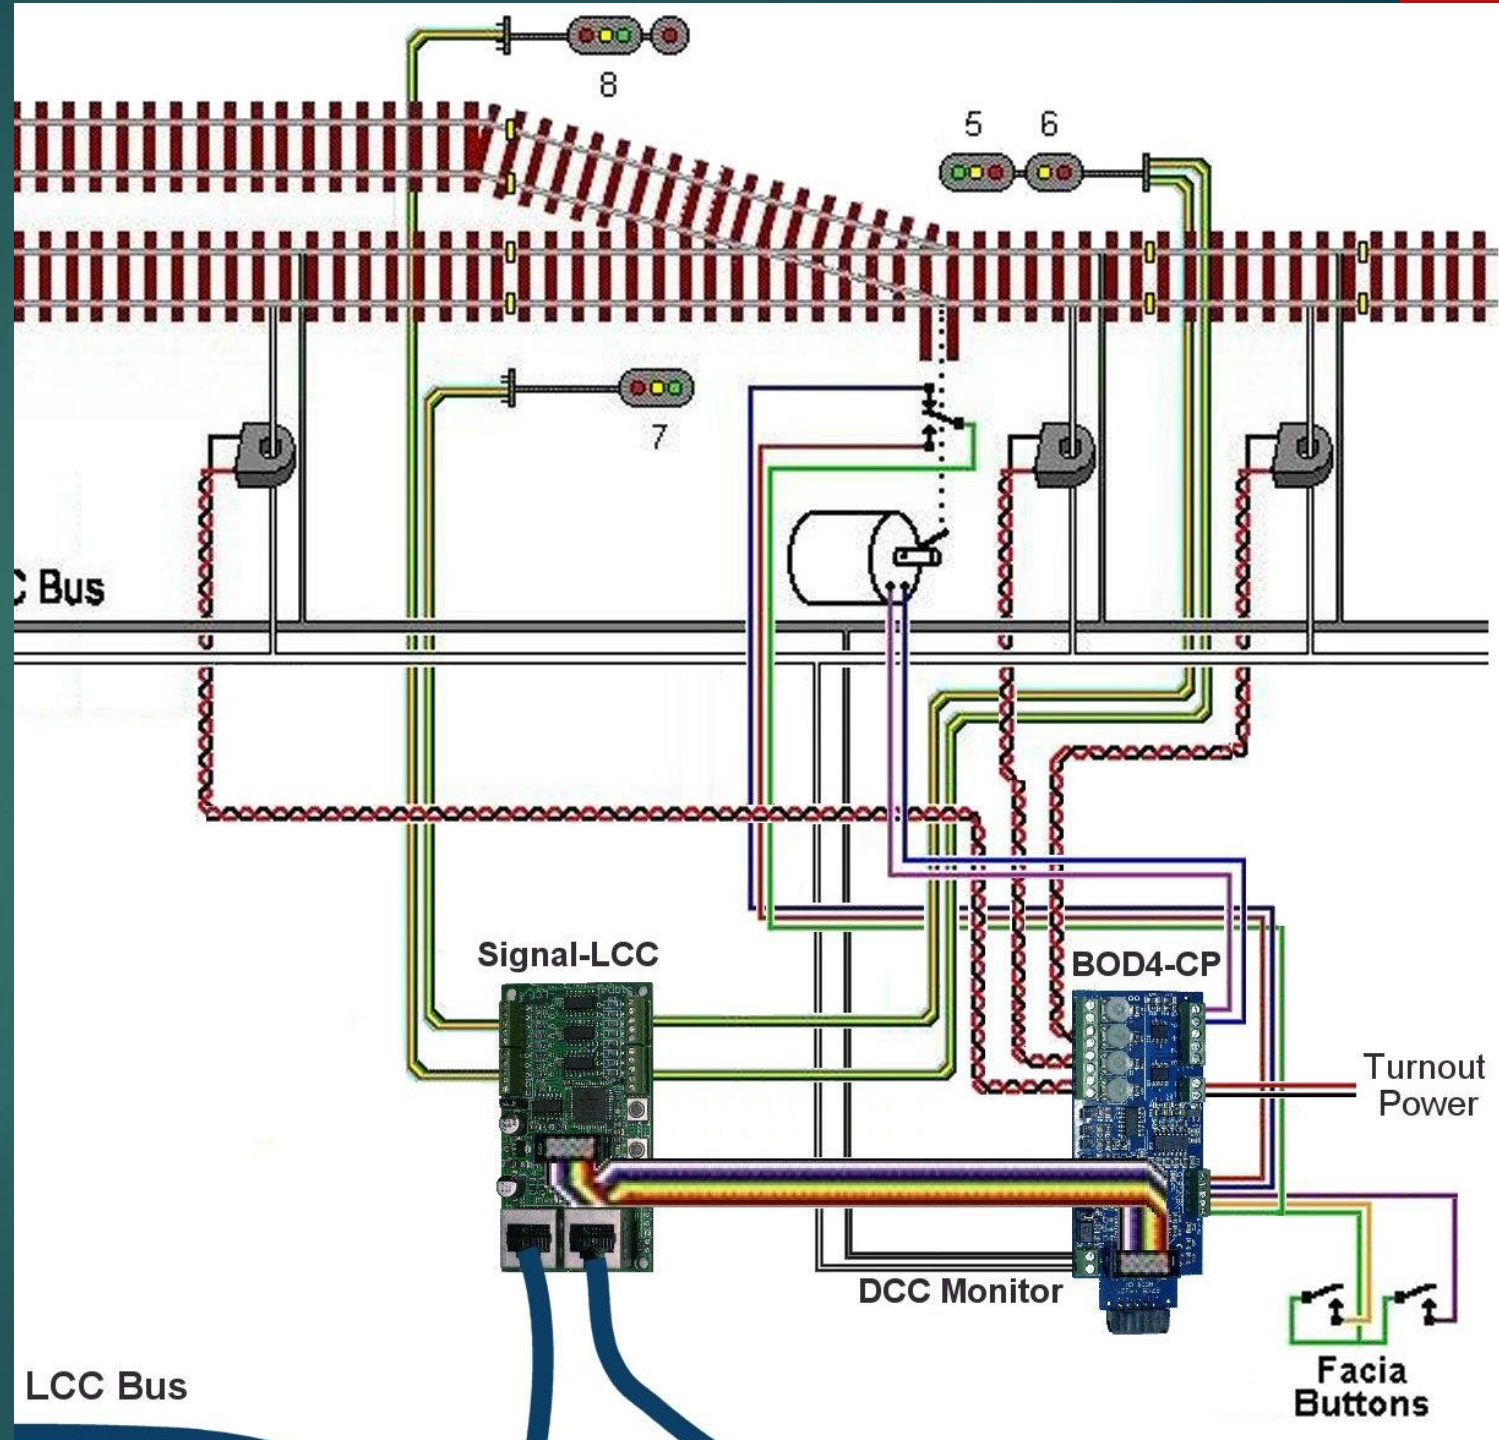 8
5 6
7
C Bus
Signal-LCC
BOD4-CP
Turnout
Power
DCC Monitor
LCC Bus
Facia
Buttons